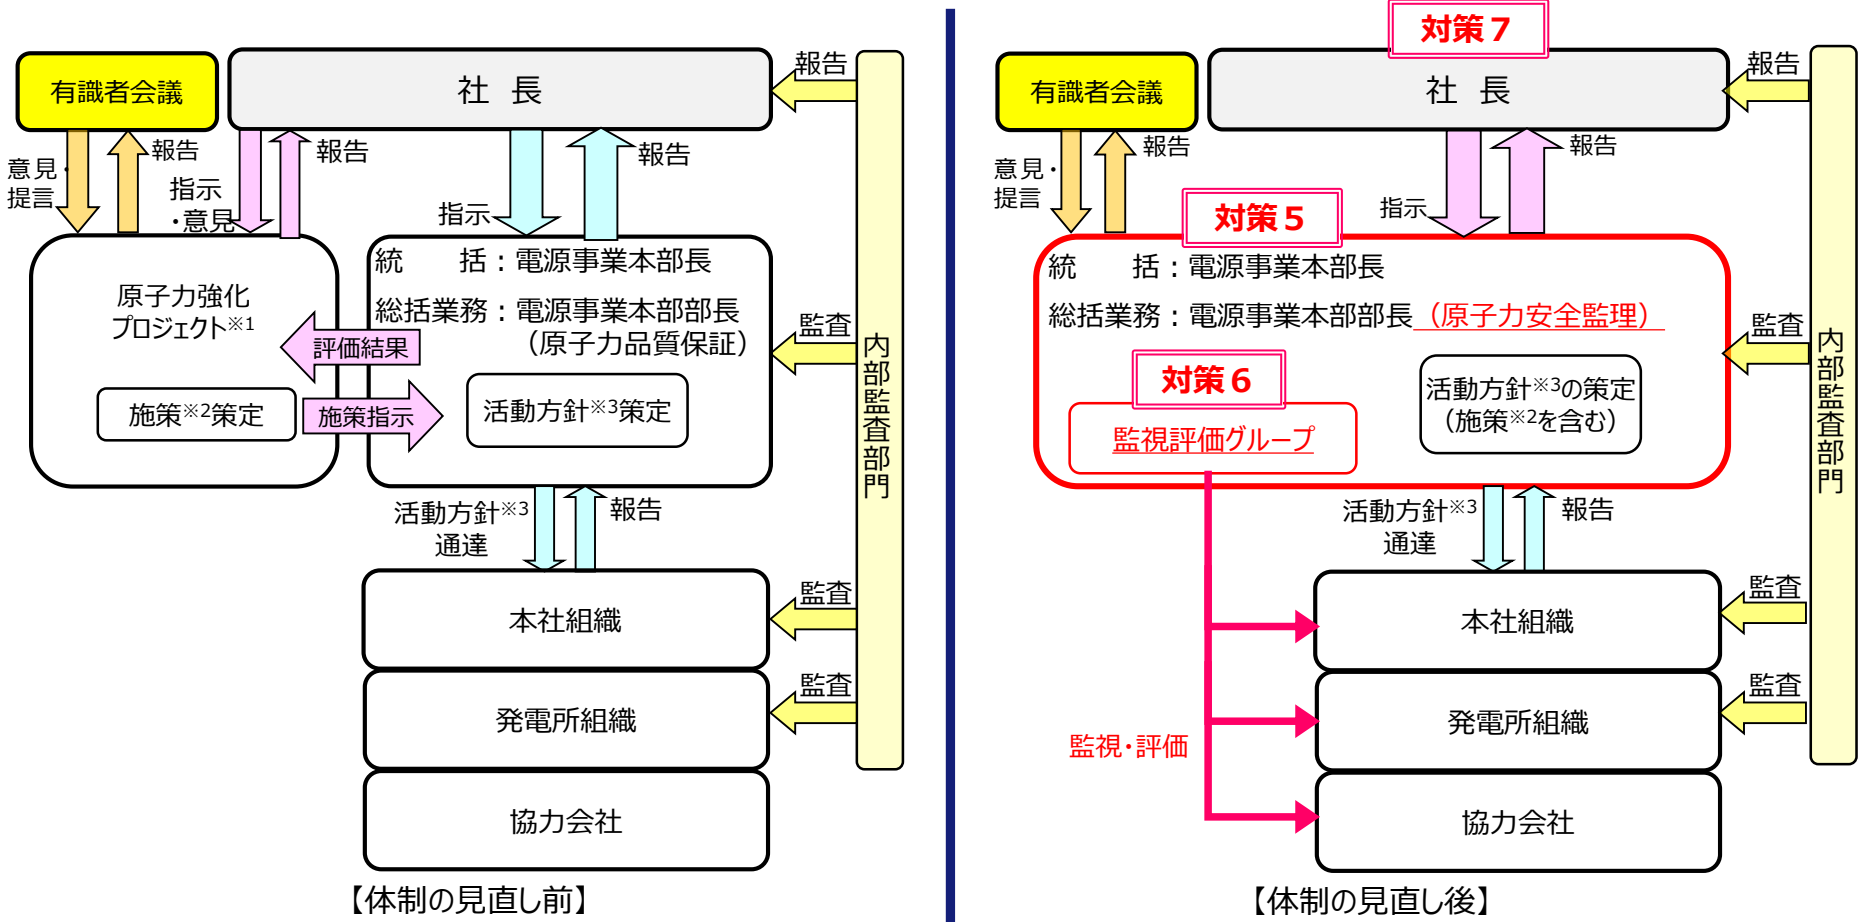 有識者会議
社　長
報告
意見・
提言
報告
指示
・意見
報告
指示
報告
原子力強化
プロジェクト※1
施策※2策定
評価結果
施策指示
統　　括：電源事業本部長
総括業務：電源事業本部部長
（原子力品質保証）
活動方針※3策定
監査
内部監査部門
活動方針※3
通達
報告
本社組織
監査
発電所組織
監査
協力会社
【体制の見直し前】
対策７
有識者会議
社　長
報告
意見・
提言
報告
指示
報告
対策５
統　　括：電源事業本部長
総括業務：電源事業本部部長（原子力安全監理）
対策６
監視評価グループ
活動方針※3の策定
（施策※2を含む）
監査
内部監査部門
活動方針※3
通達
報告
本社組織
監査
発電所組織
監査
監視・評価
協力会社
【体制の見直し後】